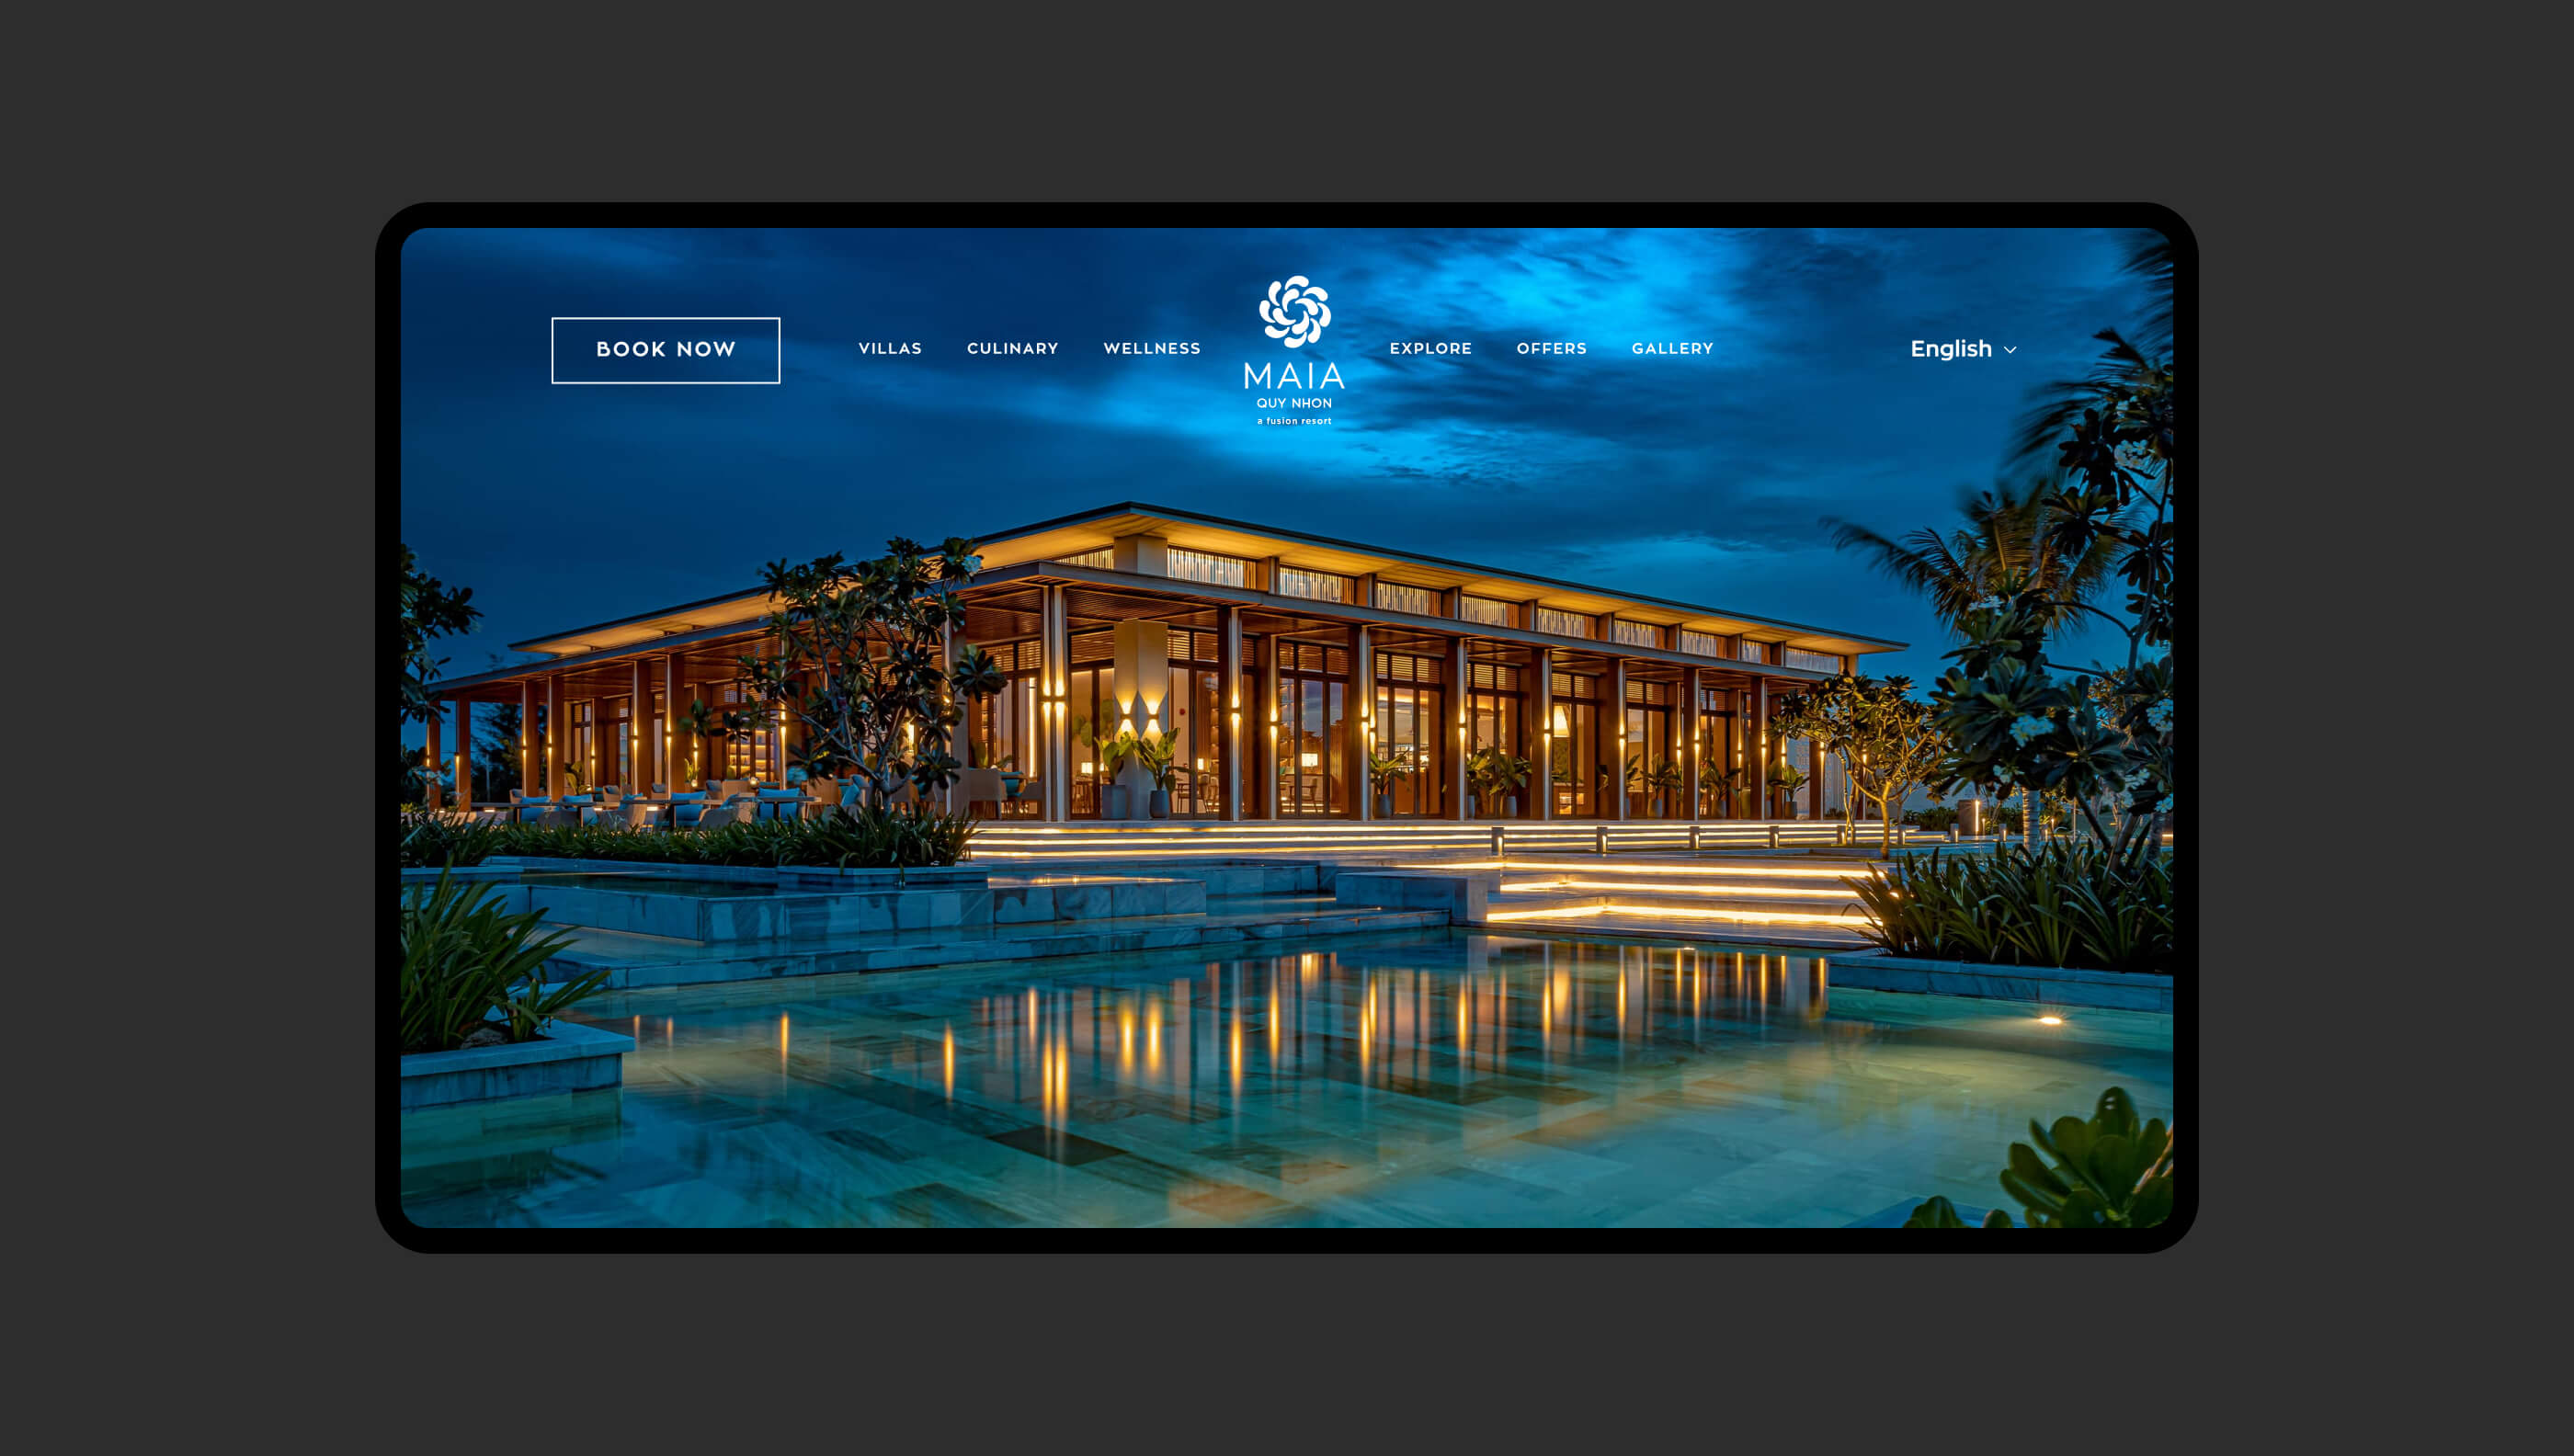 BOOK NOW
VILLAS
CULINARY
WELLNESS
MAIA
QUY NHON
a fusion resort
EXPLORE
OFFERS
GALLERY
English